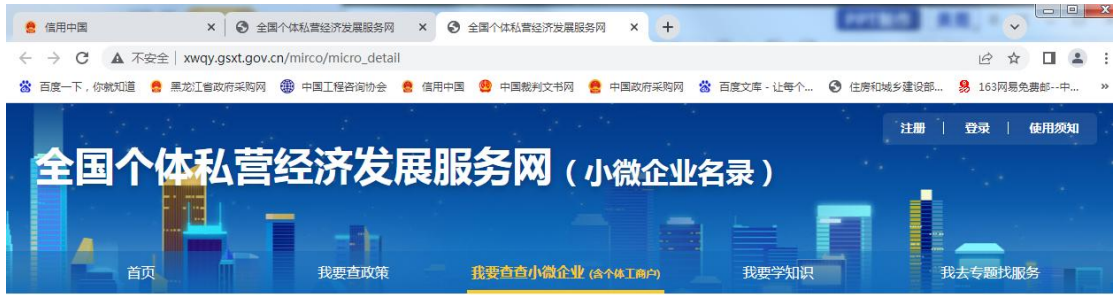 信用中国
全国个体私营经济发展服务网
全国个体私营经济发展服务网
不安全 | xwqy.gsxt.gov.cn/mirco/micro_detail
百度一下，你就知道 黑龙江省政府采购网 中国工程咨询协会 信用中国 中国裁判文书网 中国政府采购网 百度文库 - 让每个... 住房和城乡建设部... 163网易免费邮--中... »
注册 | 登录 | 使用须知
全国个体私营经济发展服务网（小微企业名录）
首页 我要查政策 我要查查小微企业 (含个体工商户) 我要学知识 我去专题找服务